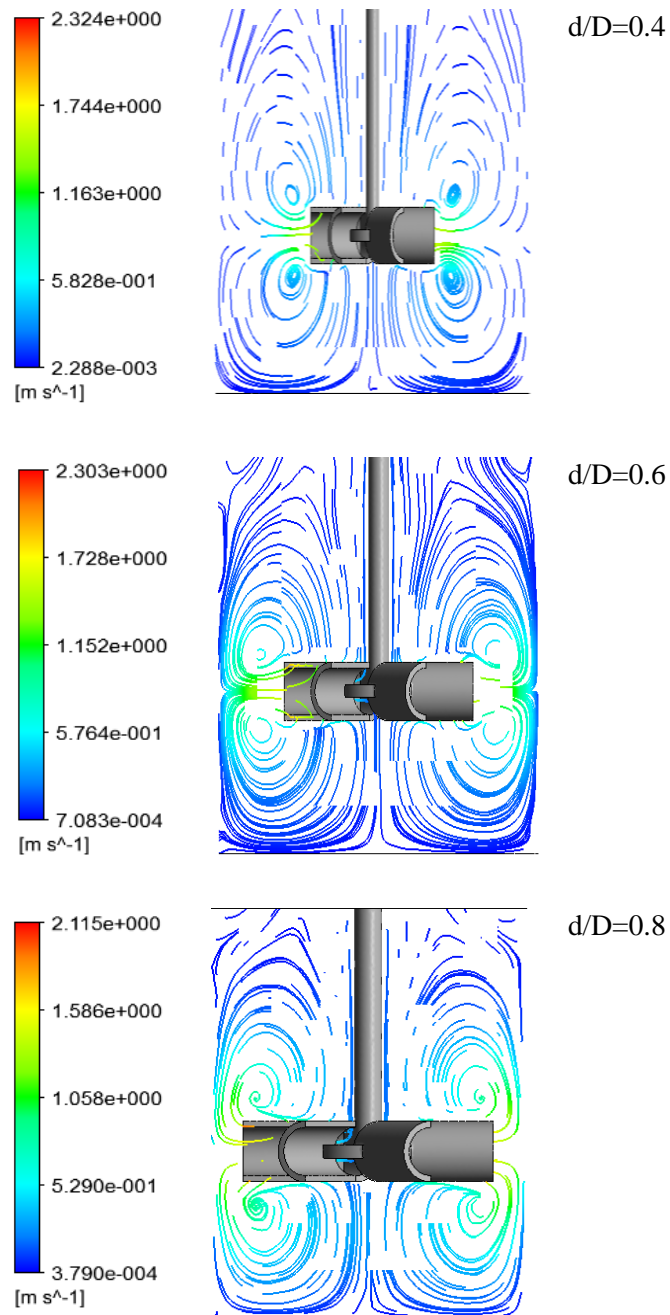 2.324e+000
d/D=0.4
1.744e+000
1.163e+000
5.828e-001
2.288e-003
[m s^-1]
2.303e+000
d/D=0.6
1.728e+000
1.152e+000
5.764e-001
7.083e-004
[m s^-1]
2.115e+000
d/D=0.8
1.586e+000
1.058e+000
5.290e-001
3.790e-004
[m s^-1]